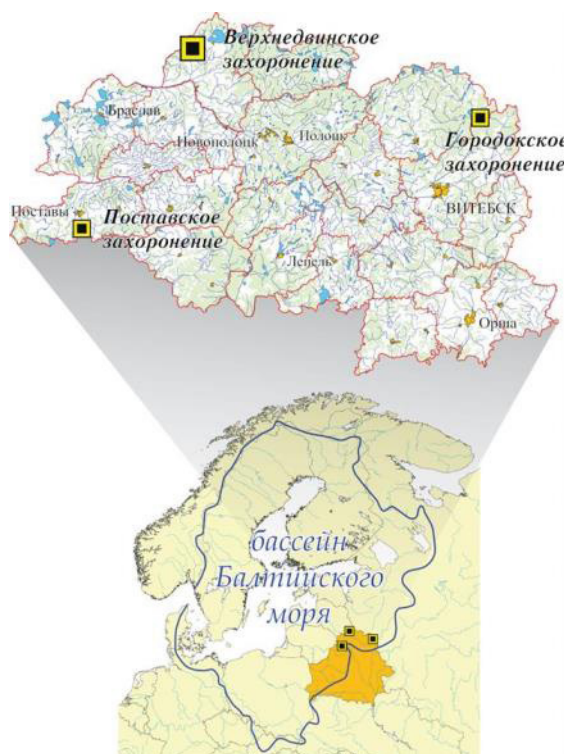 Верхнедвинское
захоронение
Браслав
Новополоцк
Полоцк
Городокское
захоронение
Поставы
Поставское
захоронение
ВИТЕБСК
Лепель
Орша
бассейн
Балтийского
моря